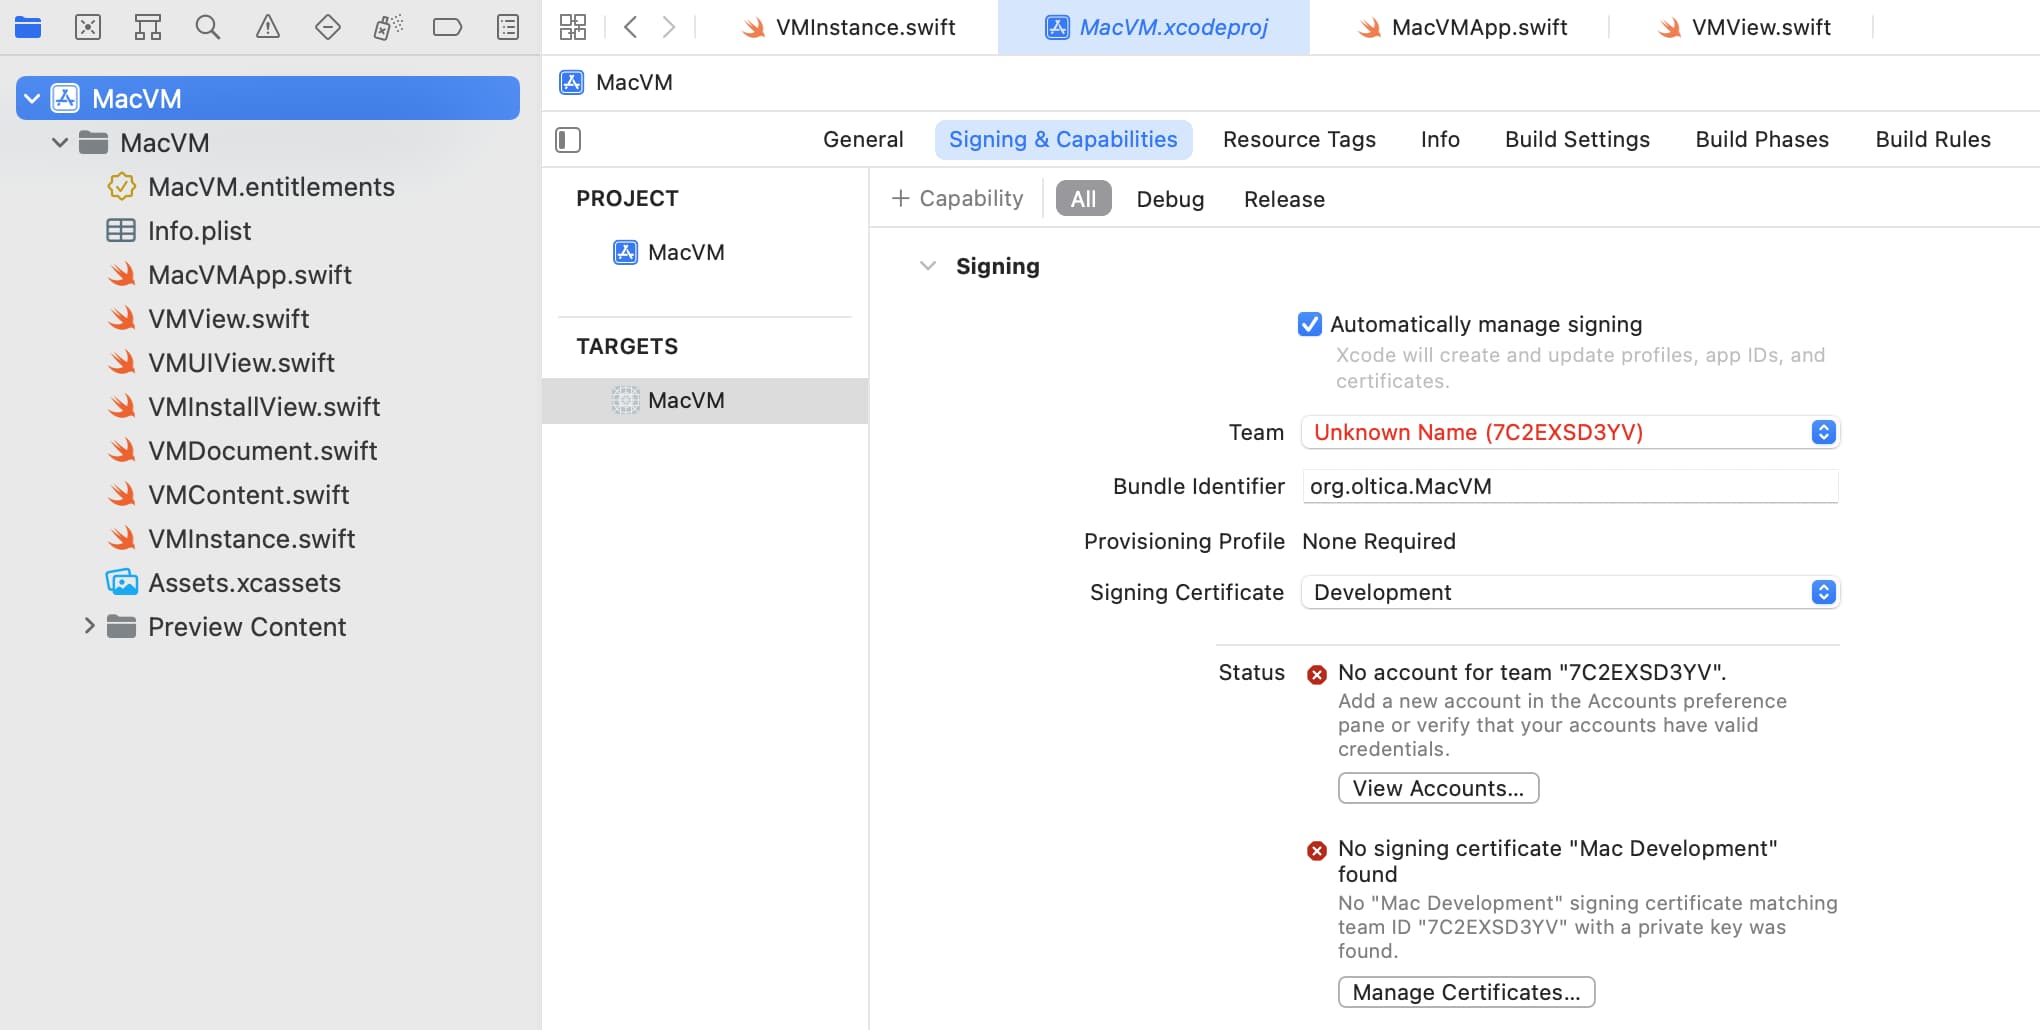 VMInstance.swift
MacVM.xcodeproj
MacVMApp.swift
VMView.swift
MacVM
MacVM
MacVM
MacVM.entitlements
Info.plist
MacVMApp.swift
VMView.swift
VMUIView.swift
VMInstallView.swift
VMDocument.swift
VMContent.swift
VMInstance.swift
Assets.xcassets
Preview Content
General
Signing & Capabilities
Resource Tags
Info
Build Settings
Build Phases
Build Rules
PROJECT
MacVM
TARGETS
MacVM
+ Capability
All
Debug
Release
Signing
Automatically manage signing
Xcode will create and update profiles, app IDs, and
certificates.
Team
Unknown Name (7C2EXSD3YV)
Bundle Identifier
org.oltica.MacVM
Provisioning Profile
None Required
Signing Certificate
Development
Status
No account for team "7C2EXSD3YV".
Add a new account in the Accounts preference
pane or verify that your accounts have valid
credentials.
View Accounts...
No signing certificate "Mac Development"
found
No "Mac Development" signing certificate matching
team ID "7C2EXSD3YV" with a private key was
found.
Manage Certificates...